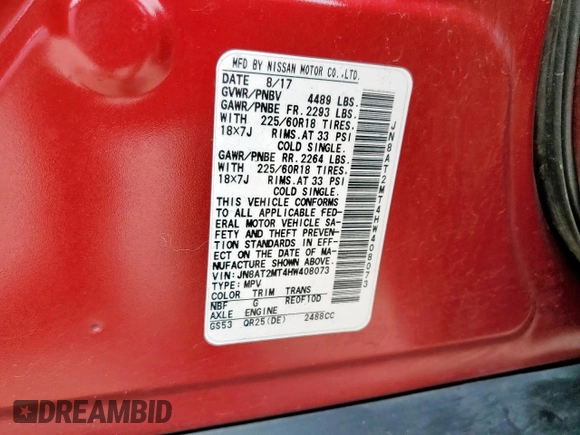 MFD BY NISSAN MOTOR CO.,LTD.
DATE 8/17
GVWR/PNBV 4489 LBS.
GAWR/PNBE FR. 2293 LBS.
WITH 225/60R18 TIRES.
18X7J RIMS. AT 33 PSI
COLD SINGLE.
GAWR/PNBE RR. 2264 LBS.
WITH 225/60R18 TIRES.
18X7J RIMS. AT 33 PSI
COLD SINGLE.
THIS VEHICLE CONFORMS
TO ALL APPLICABLE FED-
ERAL MOTOR VEHICLE SA-
FETY AND THEFT PREVEN-
TION STANDARDS IN EFF-
ECT ON THE DATE OF MA-
NUFACTURE SHOWN ABOVE.
VIN:JN8AT2MT4HW408073
TYPE:MPV
COLOR TRIM TRANS
NBF G RE0F10D
AXLE ENGINE
GS53 QR25(DE) 2488CC
JN8AT2MT4HW408073
DREAMBID